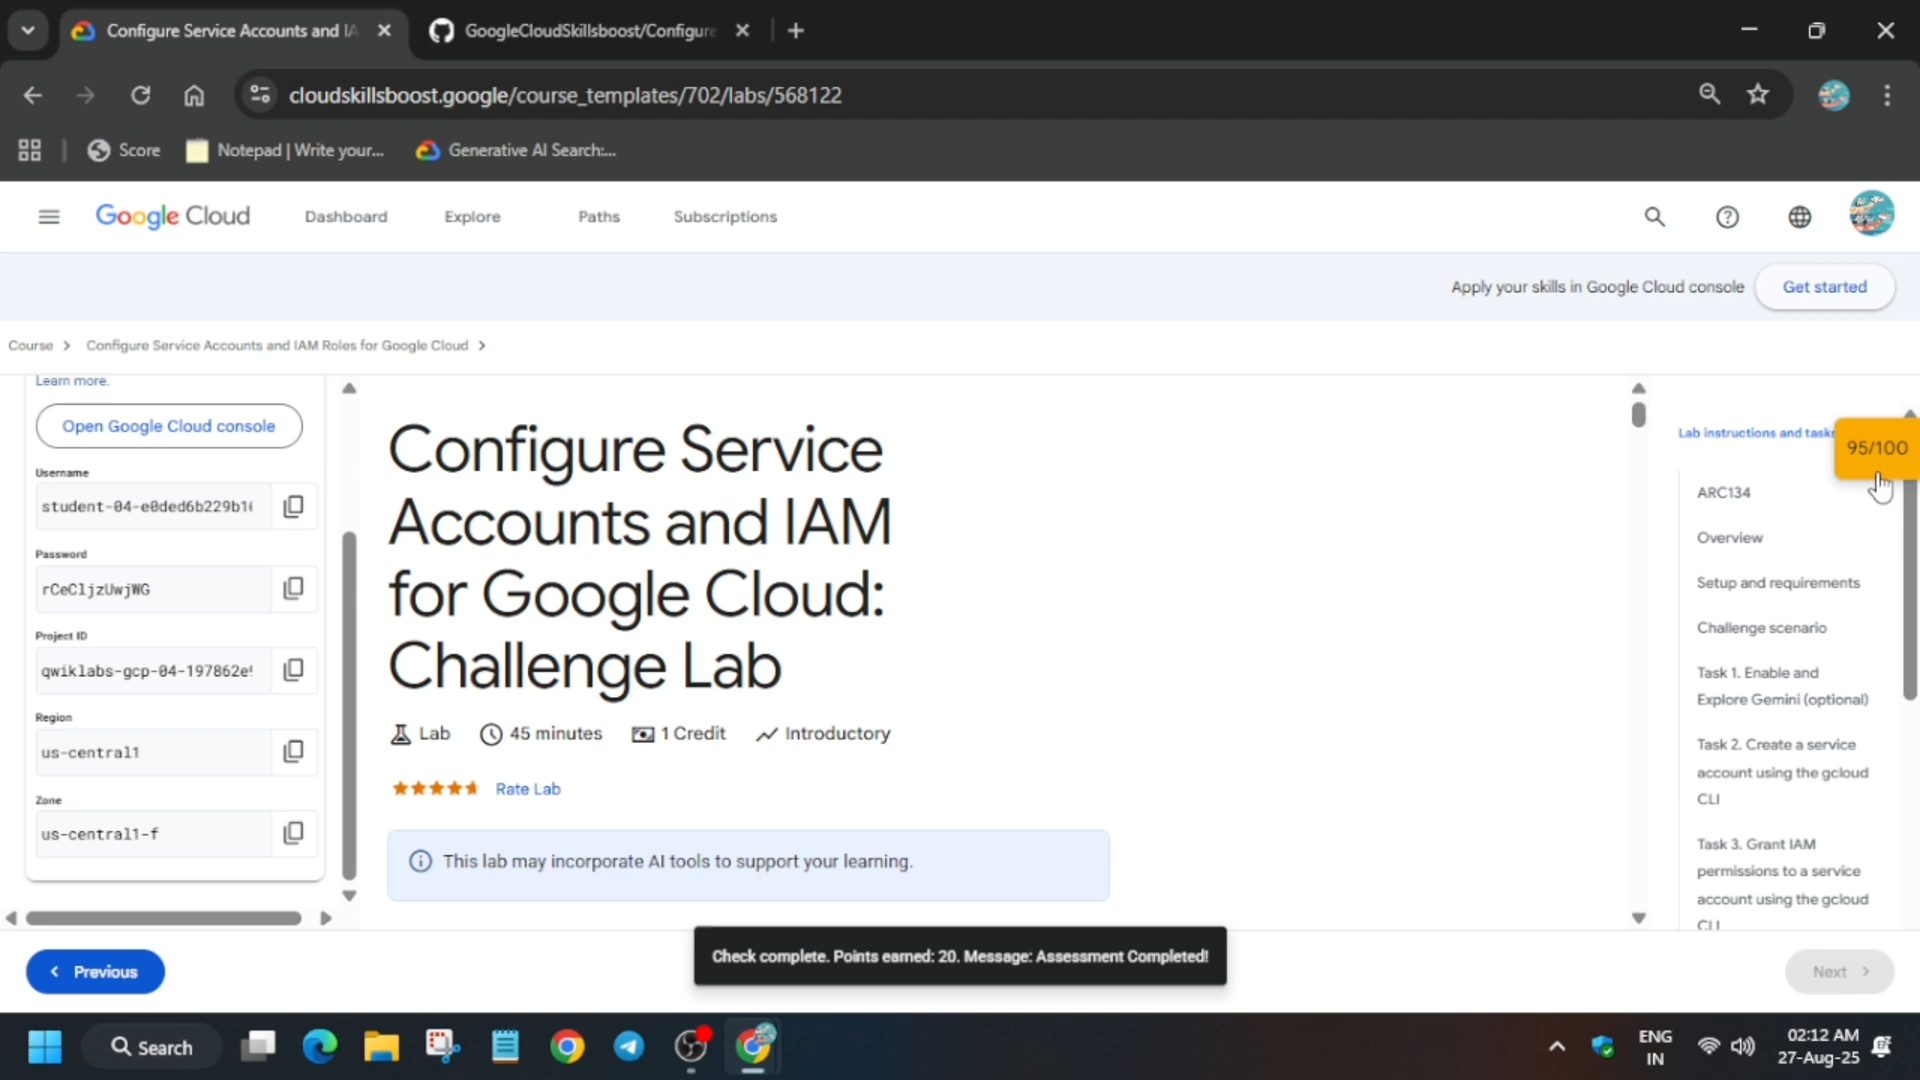 Configure Service Accounts and IA
GoogleCloudSkillsboost/Configure
cloudskillsboost.google/course_templates/702/labs/568122
Score
Notepad | Write your...
Generative AI Search:...
Google Cloud
Dashboard
Explore
Paths
Subscriptions
Apply your skills in Google Cloud console
Get started
Course
Configure Service Accounts and IAM Roles for Google Cloud
Learn more.
Open Google Cloud console
Username
student-04-e0ded6b229b1
Password
rCeCljzUwjWG
Project ID
qwiklabs-gcp-04-197862e
Region
us-central1
Zone
us-central1-f
Configure Service
Accounts and IAM
for Google Cloud:
Challenge Lab
Lab
45 minutes
1 Credit
Introductory
Rate Lab
This lab may incorporate AI tools to support your learning.
Lab instructions and tasks
95/100
ARC134
Overview
Setup and requirements
Challenge scenario
Task 1. Enable and
Explore Gemini (optional)
Task 2. Create a service
account using the gcloud
CLI
Task 3. Grant IAM
permissions to a service
account using the gcloud
CLI
Previous
Check complete. Points earned: 20. Message: Assessment Completed!
Next
Search
ENG
IN
02:12 AM
27-Aug-25